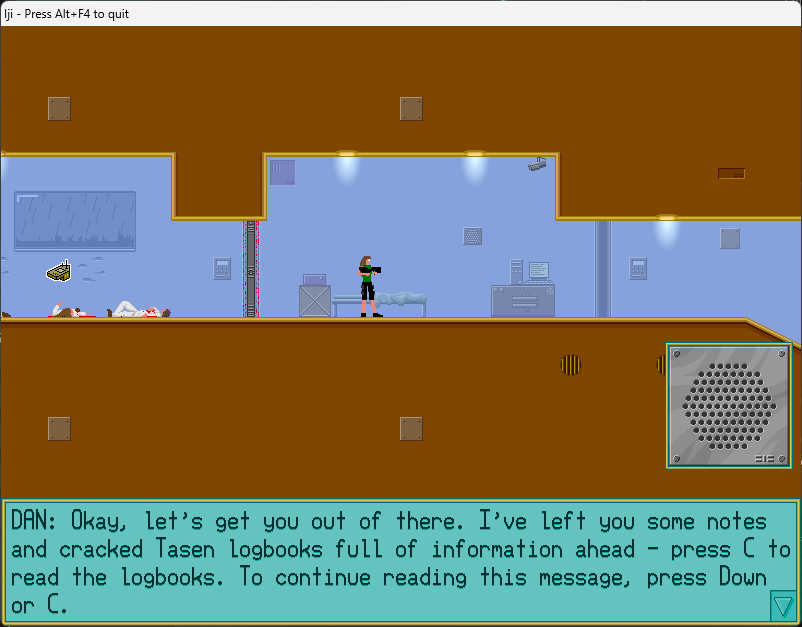 Iji - Press Alt+F4 to quit
DAN: Okay, let's get you out of there. I've left you some notes
and cracked Tasen logbooks full of information ahead - press C to
read the logbooks. To continue reading this message, press Down
or C.